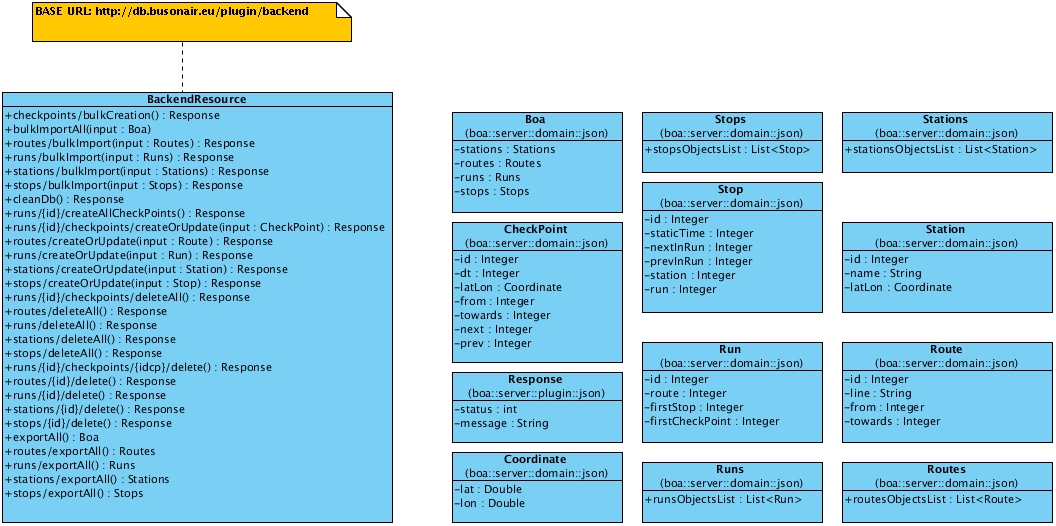 BASE URL: http://db.busonair.eu/plugin/backend
BackendResource
+checkpoints/bulkCreation() : Response
+bulkImportAll(input : Boa)
+routes/bulkImport(input : Routes) : Response
+runs/bulkImport(input : Runs) : Response
+stations/bulkImport(input : Stations) : Response
+stops/bulkImport(input : Stops) : Response
+cleanDb() : Response
+runs/{id}/createAllCheckPoints() : Response
+runs/{id}/checkpoints/createOrUpdate(input : CheckPoint) : Response
+routes/createOrUpdate(input : Route) : Response
+runs/createOrUpdate(input : Run) : Response
+stations/createOrUpdate(input : Station) : Response
+stops/createOrUpdate(input : Stop) : Response
+runs/{id}/checkpoints/deleteAll() : Response
+routes/deleteAll() : Response
+runs/deleteAll() : Response
+stations/deleteAll() : Response
+stops/deleteAll() : Response
+runs/{id}/checkpoints/{idcp}/delete() : Response
+routes/{id}/delete() : Response
+runs/{id}/delete() : Response
+stations/{id}/delete() : Response
+stops/{id}/delete() : Response
+exportAll() : Boa
+routes/exportAll() : Routes
+runs/exportAll() : Runs
+stations/exportAll() : Stations
+stops/exportAll() : Stops
Boa
(boa::server::domain::json)
-stations : Stations
-routes : Routes
-runs : Runs
-stops : Stops
CheckPoint
(boa::server::domain::json)
-id : Integer
-dt : Integer
-latLon : Coordinate
-from : Integer
-towards : Integer
-next : Integer
-prev : Integer
Response
(boa::server::plugin::json)
-status : int
-message : String
Coordinate
(boa::server::domain::json)
-lat : Double
-lon : Double
Stops
(boa::server::domain::json)
+stopsObjectsList : List<Stop>
Stop
(boa::server::domain::json)
-id : Integer
-staticTime : Integer
-nextInRun : Integer
-prevInRun : Integer
-station : Integer
-run : Integer
Run
(boa::server::domain::json)
-id : Integer
-route : Integer
-firstStop : Integer
-firstCheckPoint : Integer
Runs
(boa::server::domain::json)
+runsObjectsList : List<Run>
Stations
(boa::server::domain::json)
+stationsObjectsList : List<Station>
Station
(boa::server::domain::json)
-id : Integer
-name : String
-latLon : Coordinate
Route
(boa::server::domain::json)
-id : Integer
-line : String
-from : Integer
-towards : Integer
Routes
(boa::server::domain::json)
+routesObjectsList : List<Route>